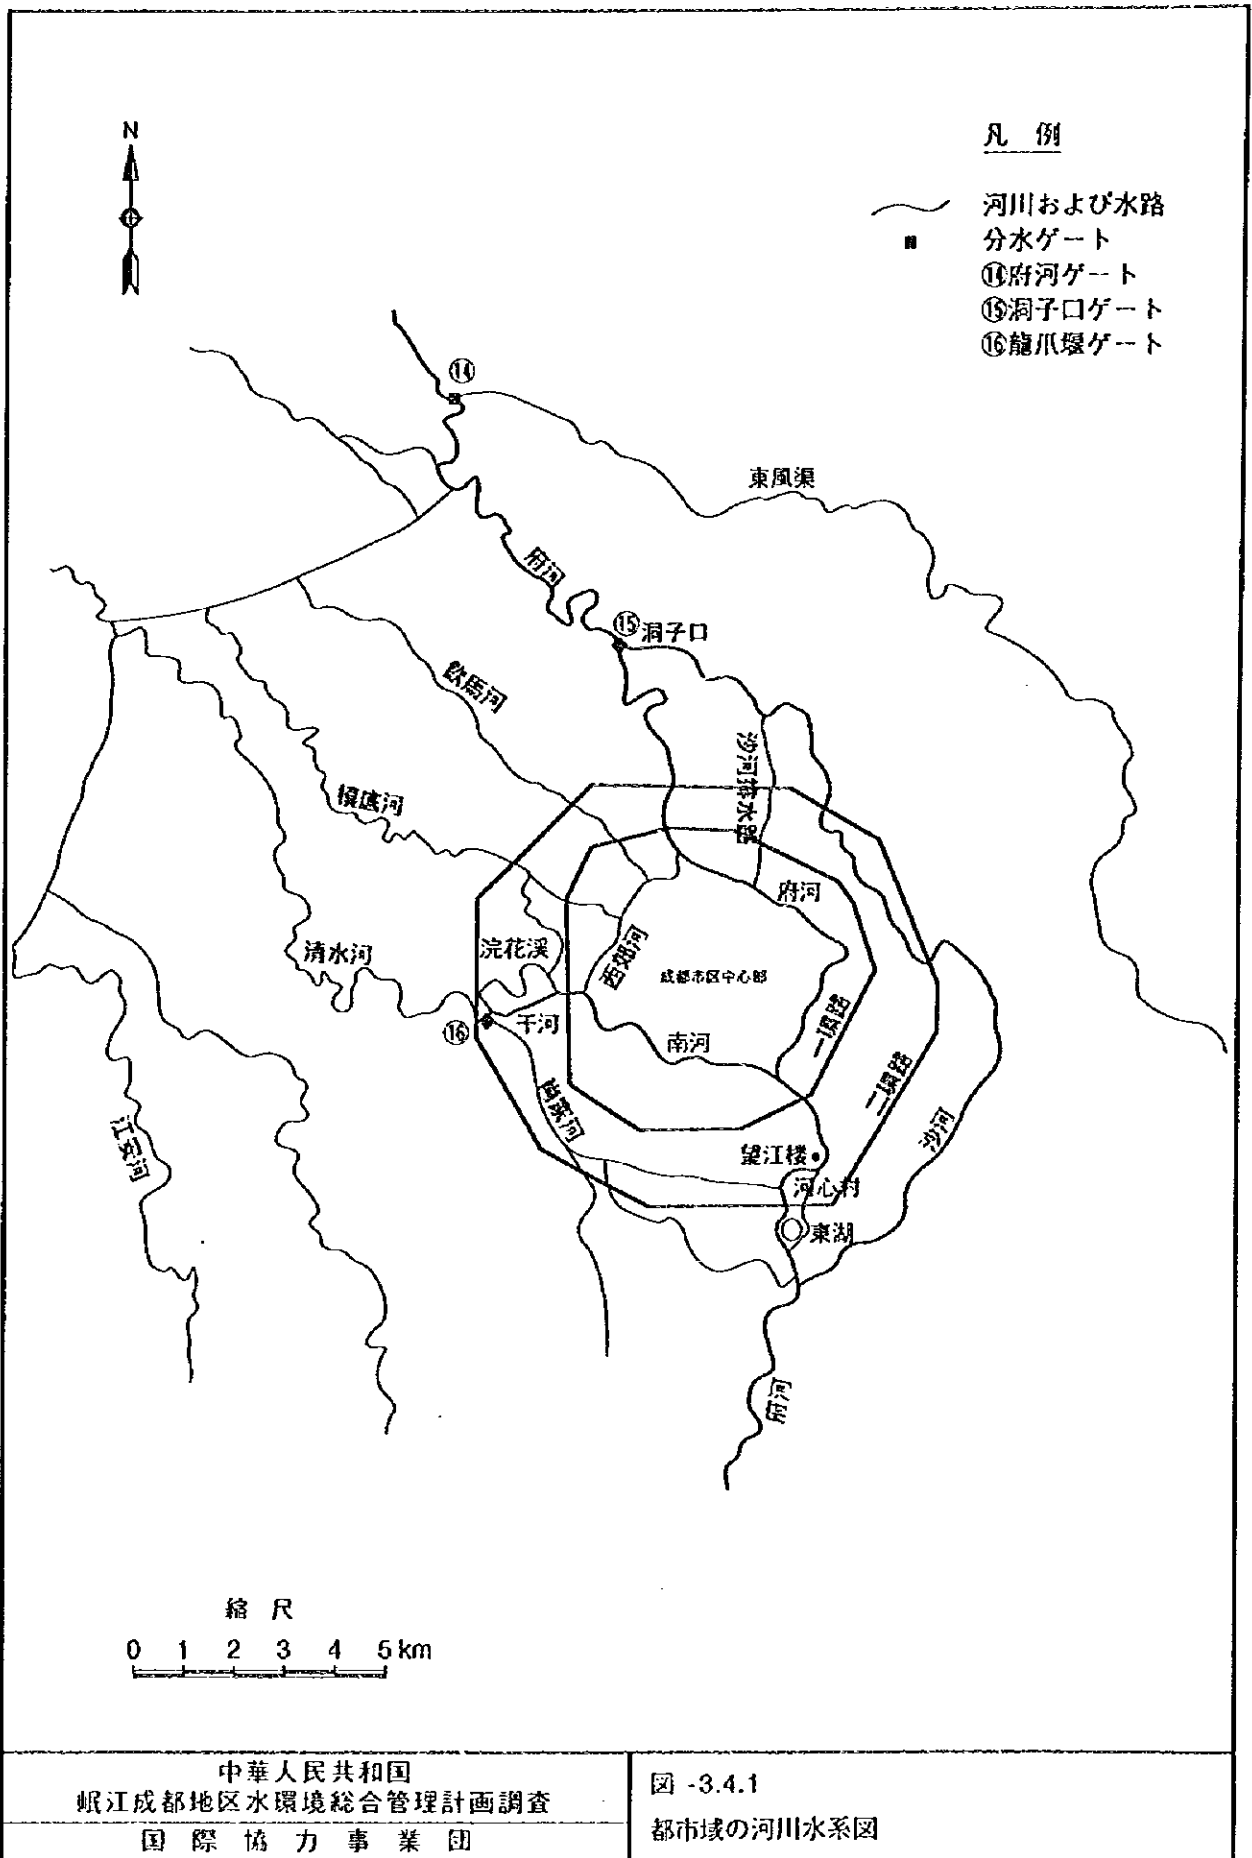 N
凡 例
河川および水路
分水ゲート
⑭府河ゲート
⑮洞子口ゲート
⑯龍爪堰ゲート
⑭
東風渠
府河
⑮
洞子口
飲馬河
沙河排水路
模底河
府河
浣花渓
西郊河
清水河
成都市区中心部
⑯
干河
南河
一環路
二環路
肖家河
沙河
江安河
望江楼
河心村
東湖
府河
縮 尺
0 1 2 3 4 5 km
中華人民共和国
岷江成都地区水環境総合管理計画調査
国際協力事業団
図 -3.4.1
都市域の河川水系図